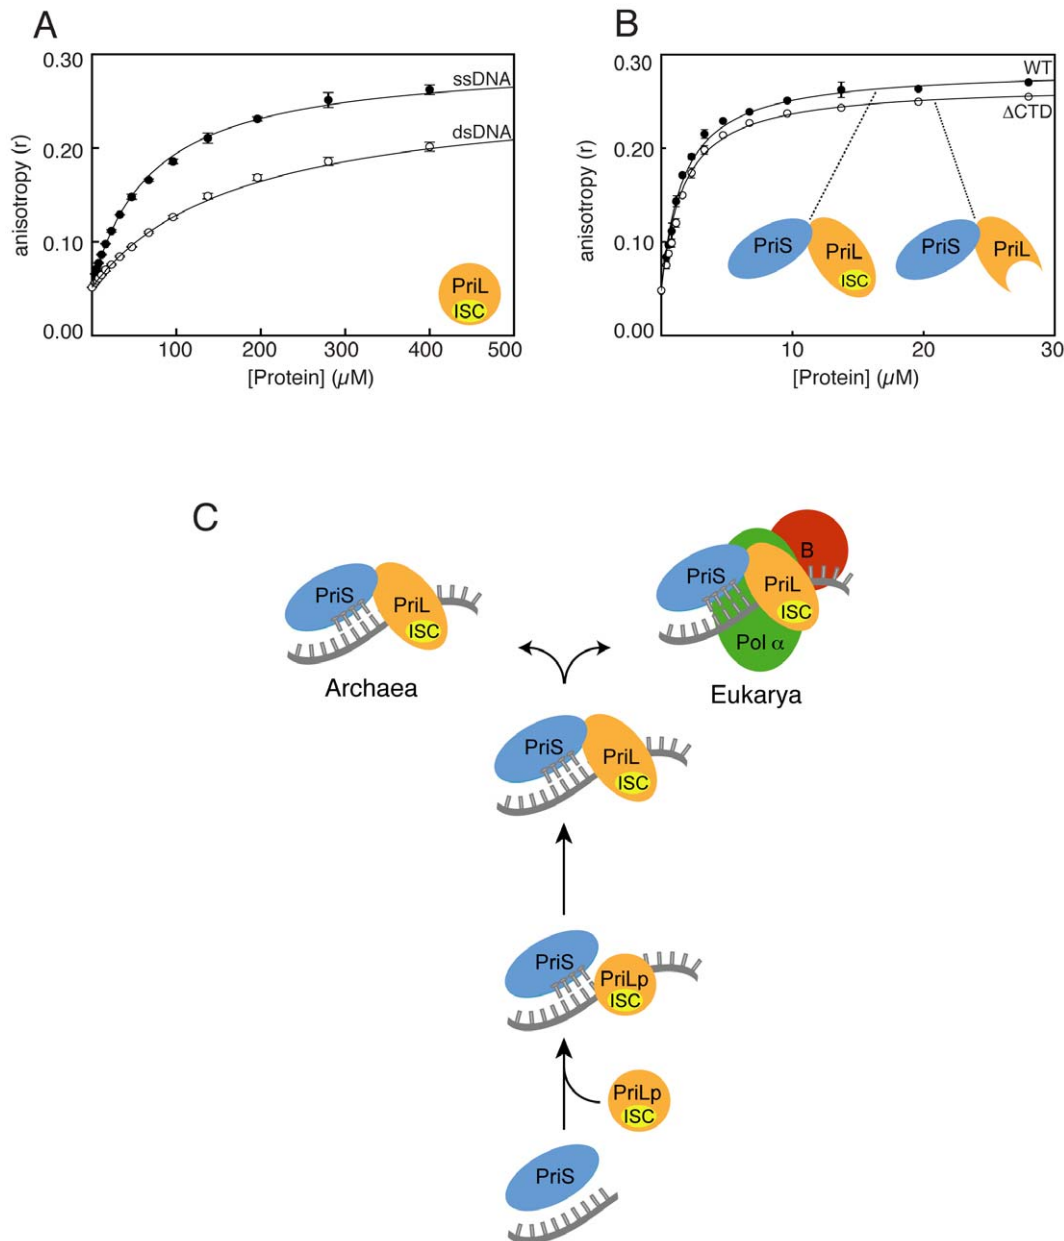 A
0.30
0.20
0.10
0.00
anisotropy (r)
ssDNA
dsDNA
PriL
ISC
100
200
300
400
500
[Protein] (µM)
B
0.30
0.20
0.10
0.00
anisotropy (r)
WT
ΔCTD
PriS
PriL
ISC
PriS
PriL
10
20
30
[Protein] (µM)
C
PriS
PriL
ISC
Archaea
PriS
PriL
ISC
B
Pol α
Eukarya
PriS
PriL
ISC
PriS
PriLp
ISC
PriLp
ISC
PriS